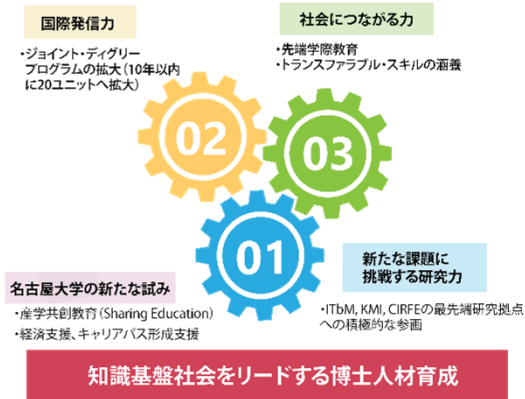 国際発信力
・ジョイント・ディグリー
プログラムの拡大（10年以内
に20ユニットへ拡大）
社会につながる力
・先端学際教育
・トランスファラブル・スキルの涵養
02
03
01
新たな課題に
挑戦する研究力
・ITbM, KMI, CIRFEの最先端研究拠点
への積極的な参画
名古屋大学の新たな試み
・産学共創教育（Sharing Education）
・経済支援、キャリアパス形成支援
知識基盤社会をリードする博士人材育成